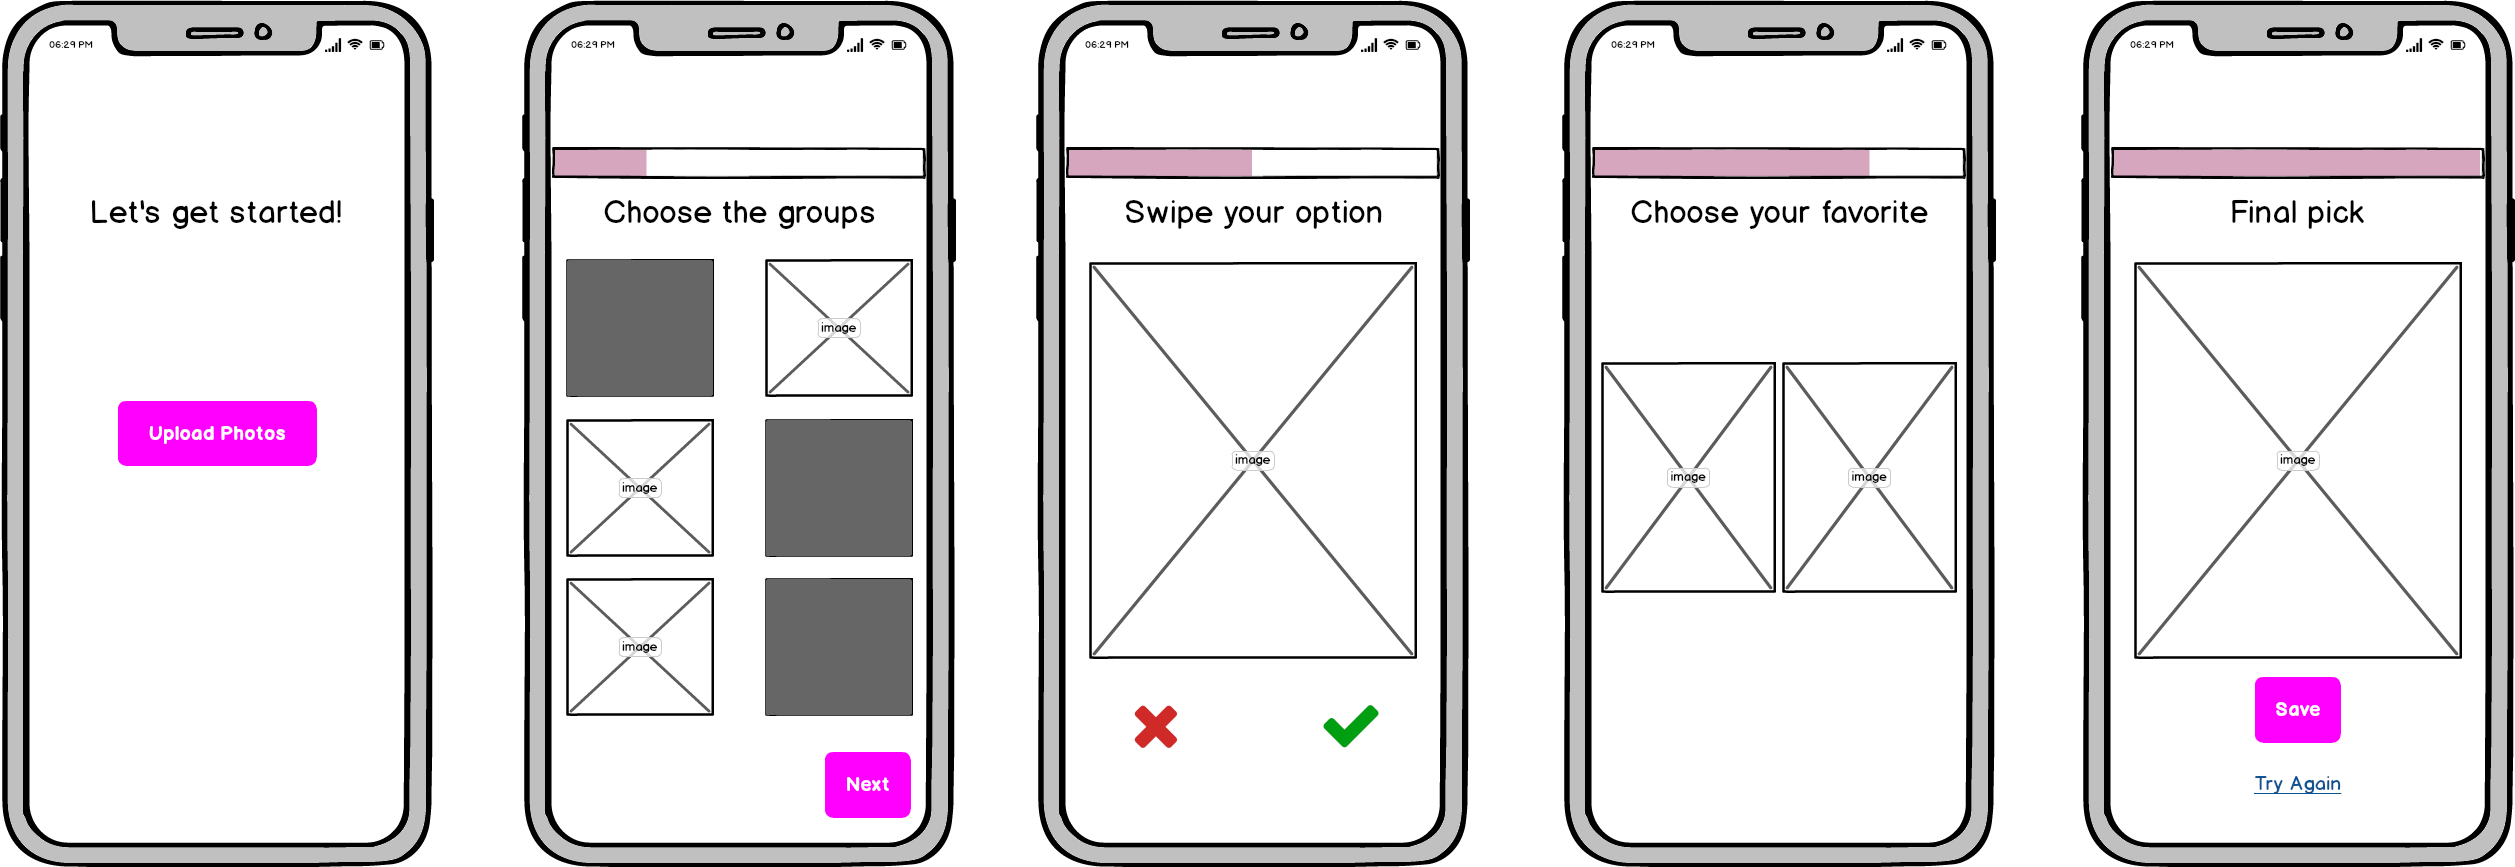 06:29 PM
Let's get started!
Upload Photos
06:29 PM
Choose the groups
image
image
image
Next
06:29 PM
Swipe your option
image
06:29 PM
Choose your favorite
image
image
06:29 PM
Final pick
image
Save
Try Again